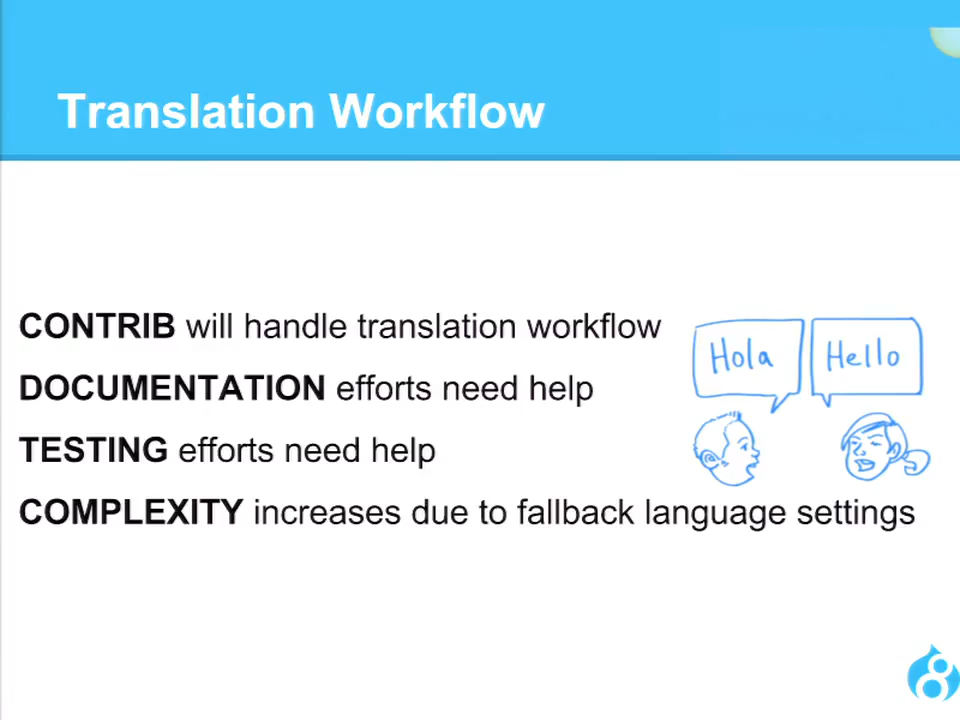 Translation Workflow
CONTRIB will handle translation workflow
DOCUMENTATION efforts need help
TESTING efforts need help
COMPLEXITY increases due to fallback language settings
Hola
Hello
8